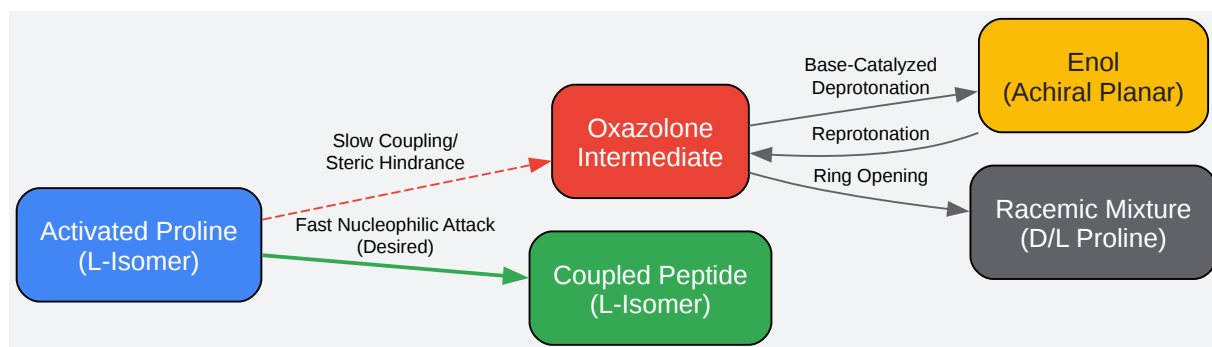 Activated Proline
(L-Isomer)
Slow Coupling/
Steric Hindrance
Fast Nucleophilic Attack
(Desired)
Oxazolone
Intermediate
Coupled Peptide
(L-Isomer)
Base-Catalyzed
Deprotonation
Reprotonation
Ring Opening
Enol
(Achiral Planar)
Racemic Mixture
(D/L Proline)